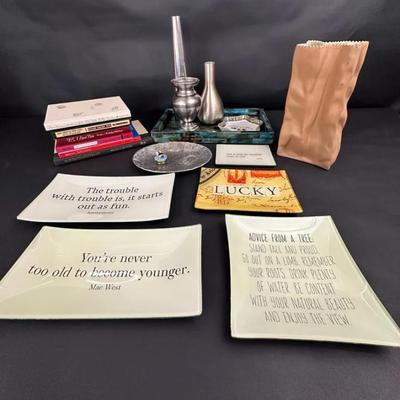 The trouble
with trouble is, it starts
out as fun.
LUCKY
You're never
too old to become younger.
Mae West
ADVICE FROM A TREE:
STAND TALL AND PROUD.
GO OUT ON A LIMB. REMEMBER
YOUR ROOTS. DRINK PLENTY
OF WATER. BE CONTENT
WITH YOUR NATURAL BEAUTY
AND ENJOY THE VIEW.